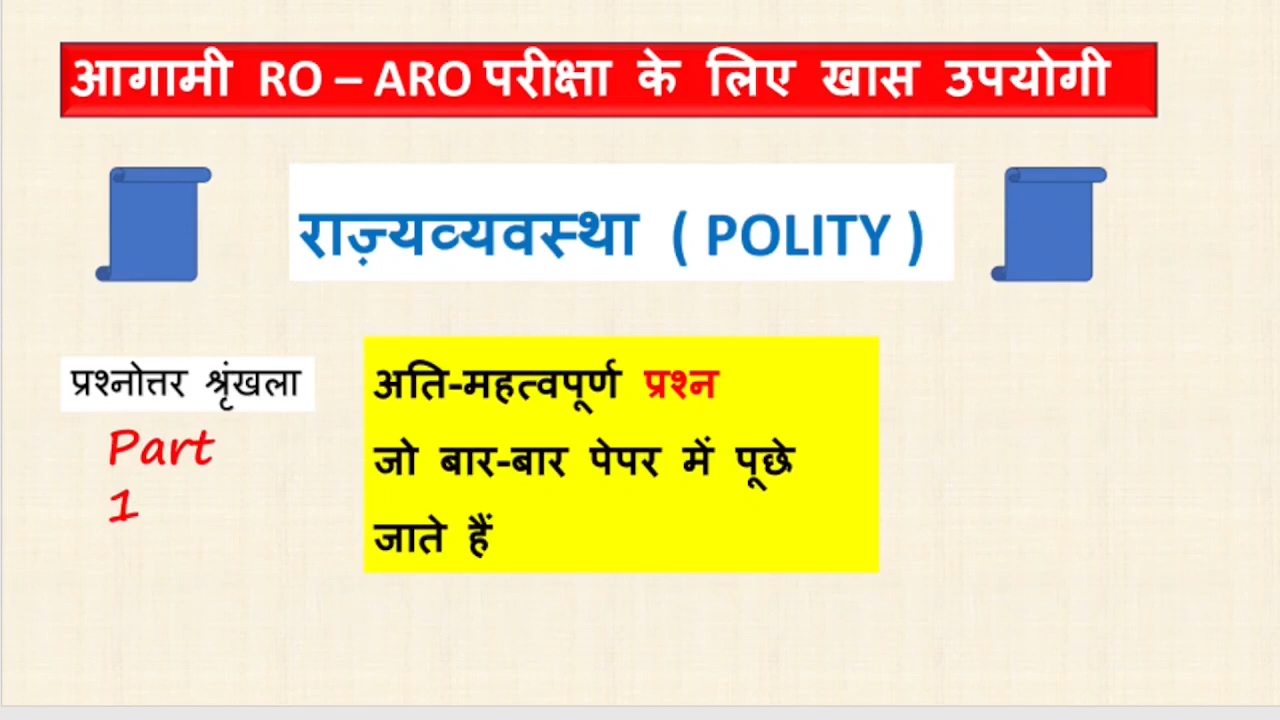 आगामी RO – ARO परीक्षा के लिए खास उपयोगी
राज़्यव्यवस्था ( POLITY )
प्रश्नोत्तर श्रृंखला
Part
1
अति-महत्वपूर्ण प्रश्न
जो बार-बार पेपर में पूछे
जाते हैं